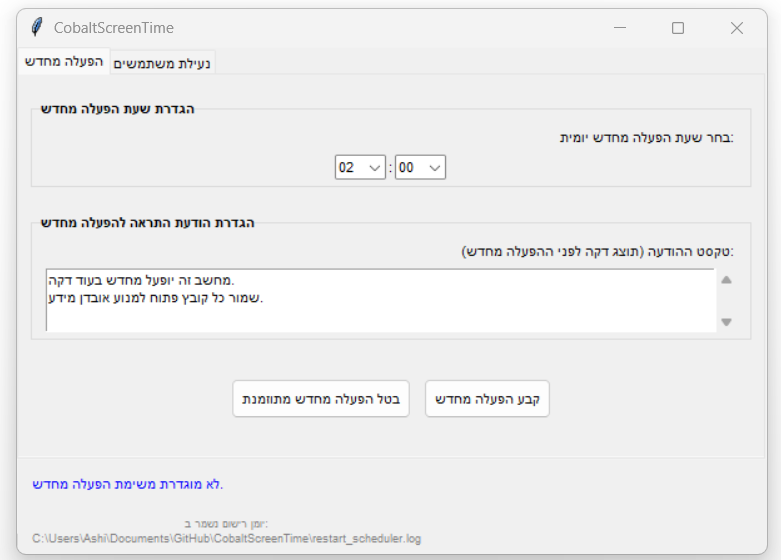 CobaltScreenTime
הפעלה מחדש
נעילת משתמשים
הגדרת שעת הפעלה מחדש
בחר שעת הפעלה מחדש יומית:
02 : 00
הגדרת הודעת התראה להפעלה מחדש
טקסט ההודעה (תוצג דקה לפני ההפעלה מחדש):
מחשב זה יופעל מחדש בעוד דקה.
שמור כל קובץ פתוח למנוע אובדן מידע.
בטל הפעלה מחדש מתוזמנת
קבע הפעלה מחדש
לא מוגדרת משימת הפעלה מחדש.
יומן רישום נשמר ב:
C:\Users\Ashi\Documents\GitHub\CobaltScreenTime\restart_scheduler.log